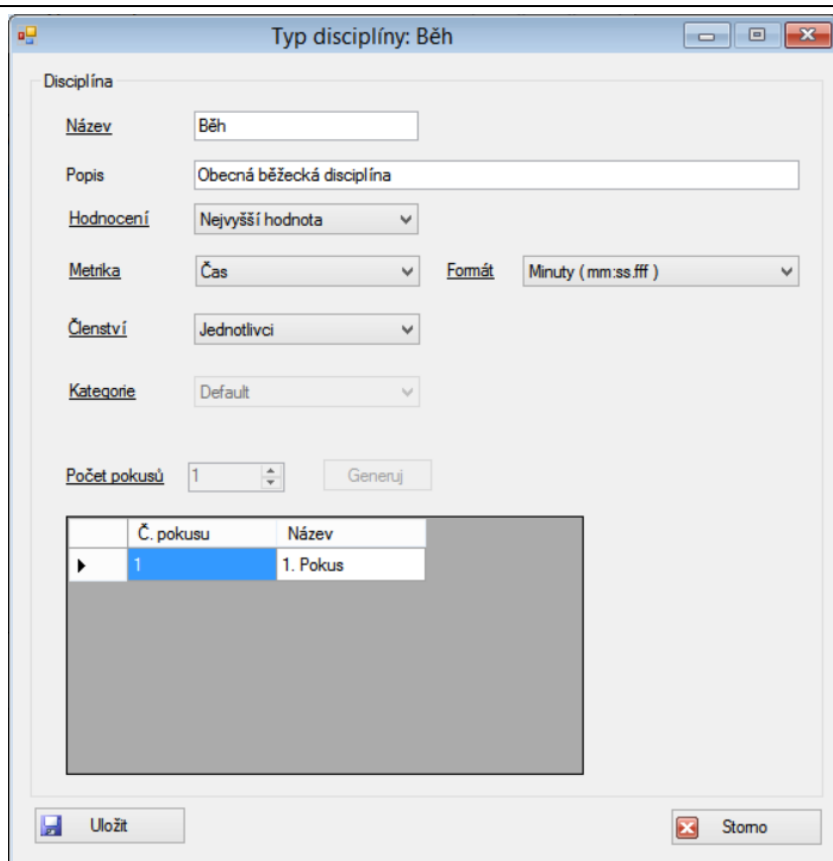 Typ disciplíny: Běh
Disciplína
Název Běh
Popis Obecná běžecká disciplína
Hodnocení Nejvyšší hodnota
Metrika Čas Formát Minuty ( mm:ss.fff )
Členství Jednotlivci
Kategorie Default
Počet pokusů 1 Generuj
Č. pokusu Název
1 1. Pokus
Uložit Storno